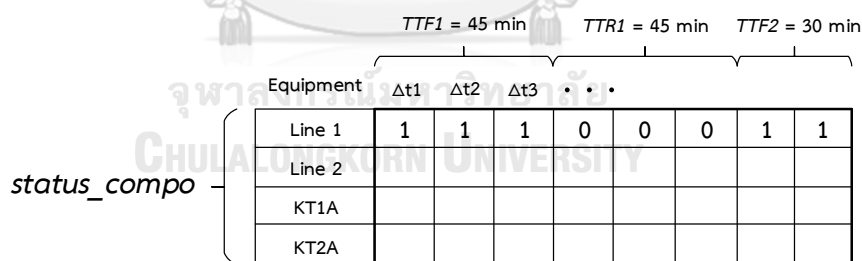 TTF1 = 45 min TTR1 = 45 min TTF2 = 30 min
Equipment Δt1 Δt2 Δt3 • • •
จุฬาลงกรณ์มหาวิทยาลัย
Line 1 1 1 1 0 0 0 1 1
CHULALONGKORN UNIVERSITY
Line 2
status_compo
KT1A
KT2A